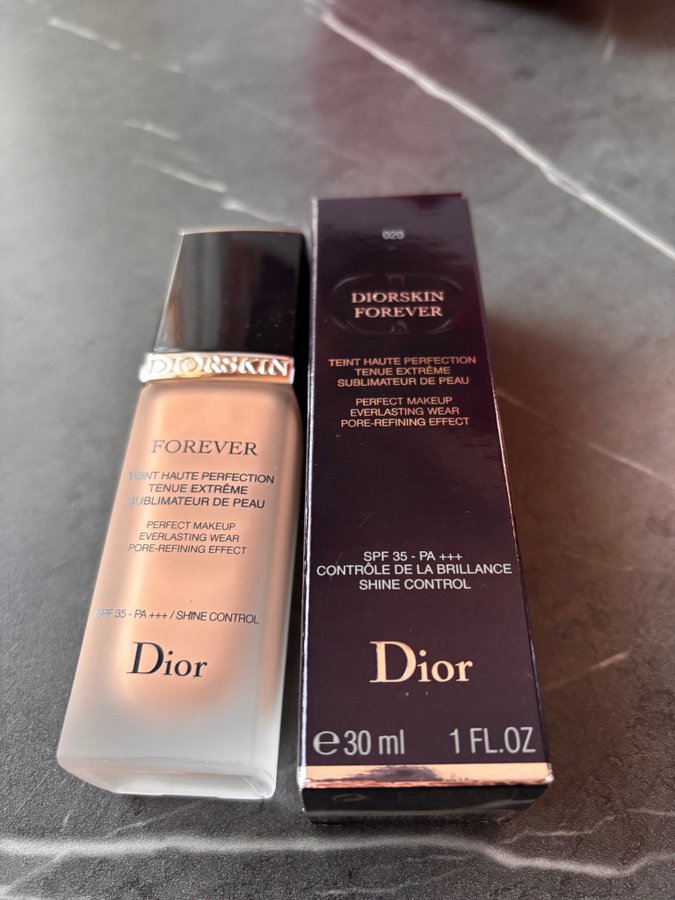 DIORSKIN
FOREVER
TEINT HAUTE PERFECTION
TENUE EXTRÊME
SUBLIMATEUR DE PEAU
PERFECT MAKEUP
EVERLASTING WEAR
PORE-REFINING EFFECT
SPF 35 - PA +++ / SHINE CONTROL
Dior
020
DIORSKIN
FOREVER
TEINT HAUTE PERFECTION
TENUE EXTRÊME
SUBLIMATEUR DE PEAU
PERFECT MAKEUP
EVERLASTING WEAR
PORE-REFINING EFFECT
SPF 35 - PA +++
CONTRÔLE DE LA BRILLANCE
SHINE CONTROL
Dior
℮30 ml 1 FL.OZ